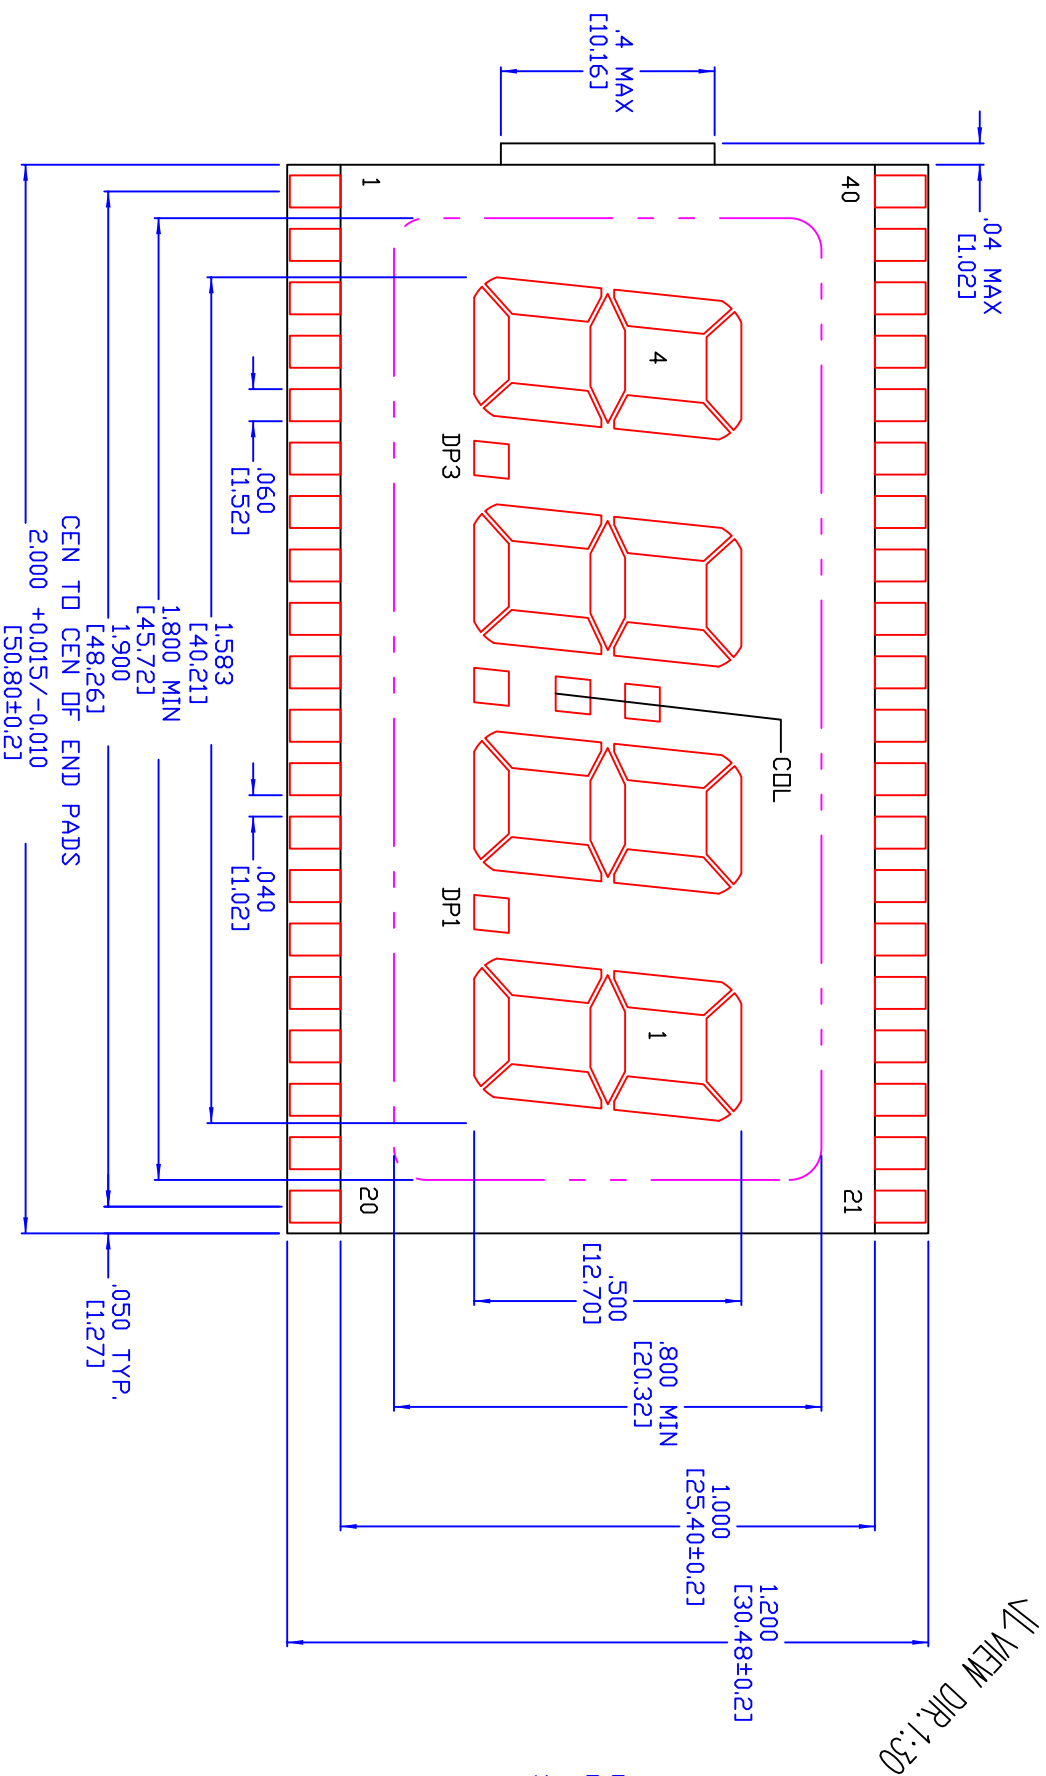 .4 MAX
[10.16]
.04 MAX
[1.02]
1
40
4
DP3
COL
DP1
1
20
21
.060
[1.52]
.040
[1.02]
1.583
[40.21]
1.800 MIN
[45.72]
1.900
[48.26]
CEN TO CEN OF END PADS
2.000 +0.015/-0.010
[50.80±0.2]
.050 TYP.
[1.27]
.500
[12.70]
.800 MIN
[20.32]
1.000
[25.40±0.2]
1.200
[30.48±0.2]
VIEW DIR. 1:30